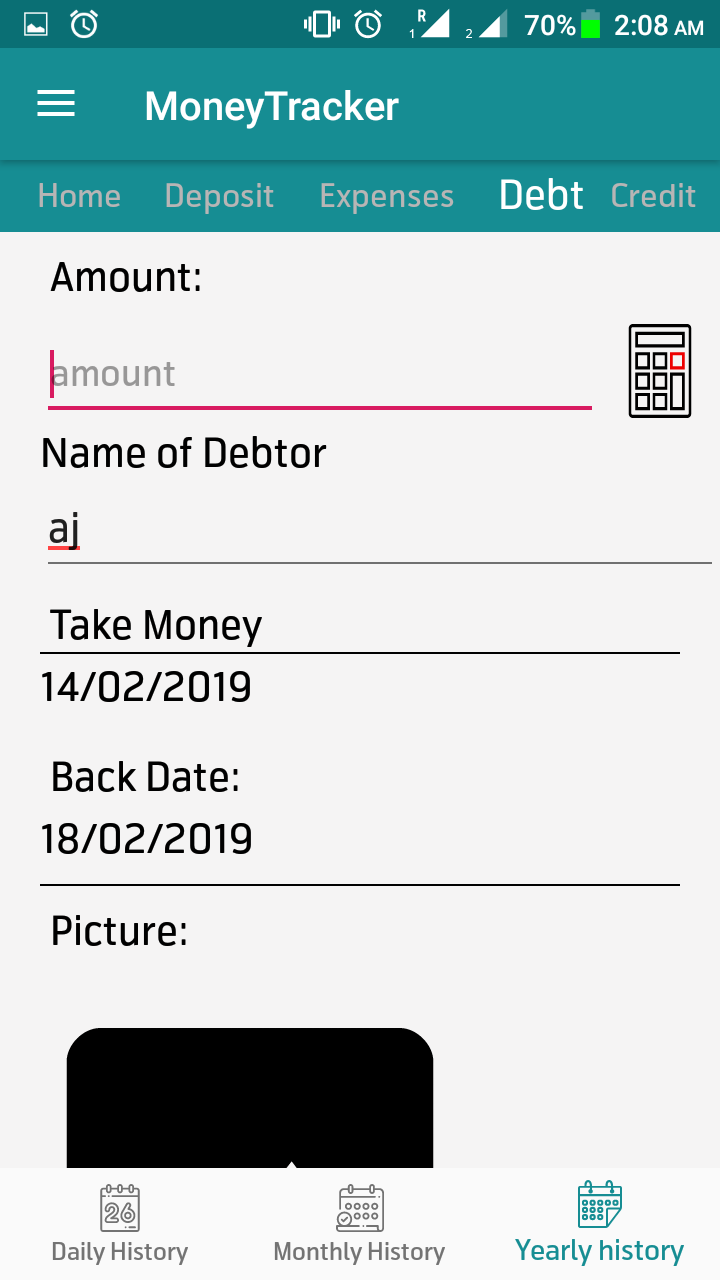 R
1 2 70% 2:08 AM
MoneyTracker
Home Deposit Expenses Debt Credit
Amount:
amount
Name of Debtor
aj
Take Money
14/02/2019
Back Date:
18/02/2019
Picture:
26
Daily History Monthly History Yearly history